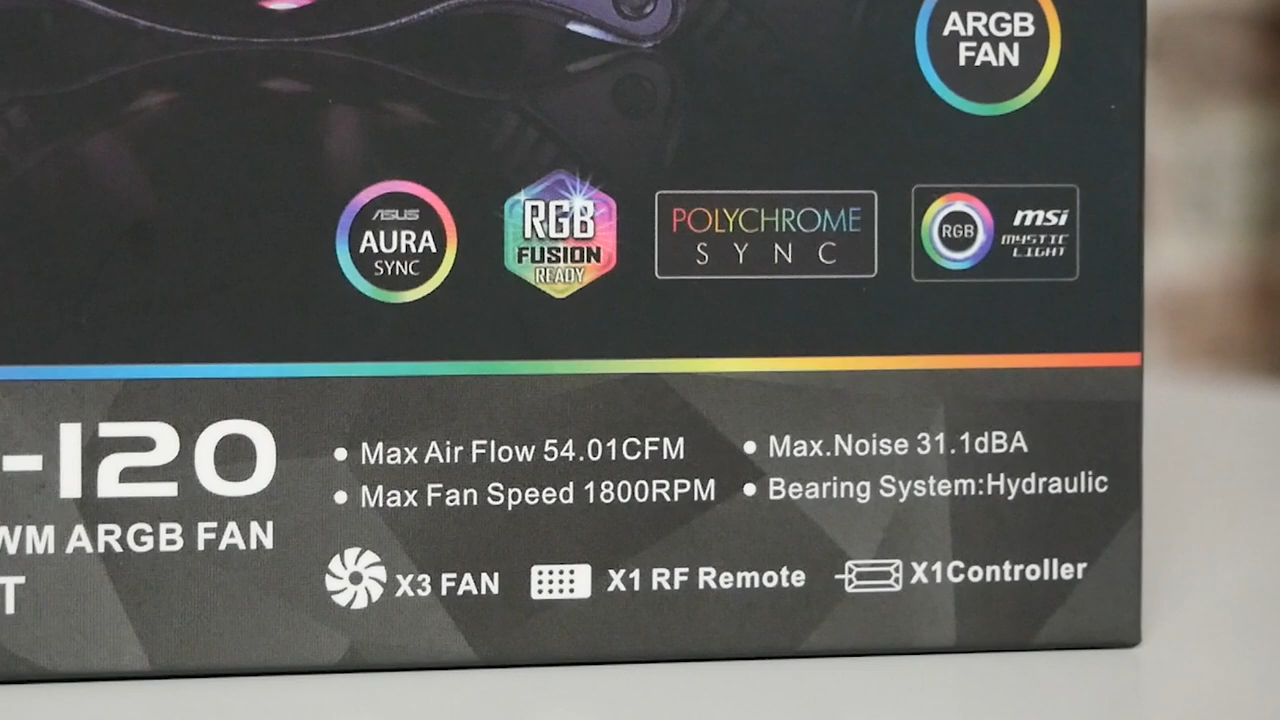 ARGB
FAN
ASUS
AURA
SYNC
RGB
FUSION
READY
POLYCHROME
SYNC
RGB
msi
MYSTIC
LIGHT
-120
WM ARGB FAN
T
• Max Air Flow 54.01CFM
• Max Fan Speed 1800RPM
• Max.Noise 31.1dBA
• Bearing System:Hydraulic
X3 FAN
X1 RF Remote
X1Controller